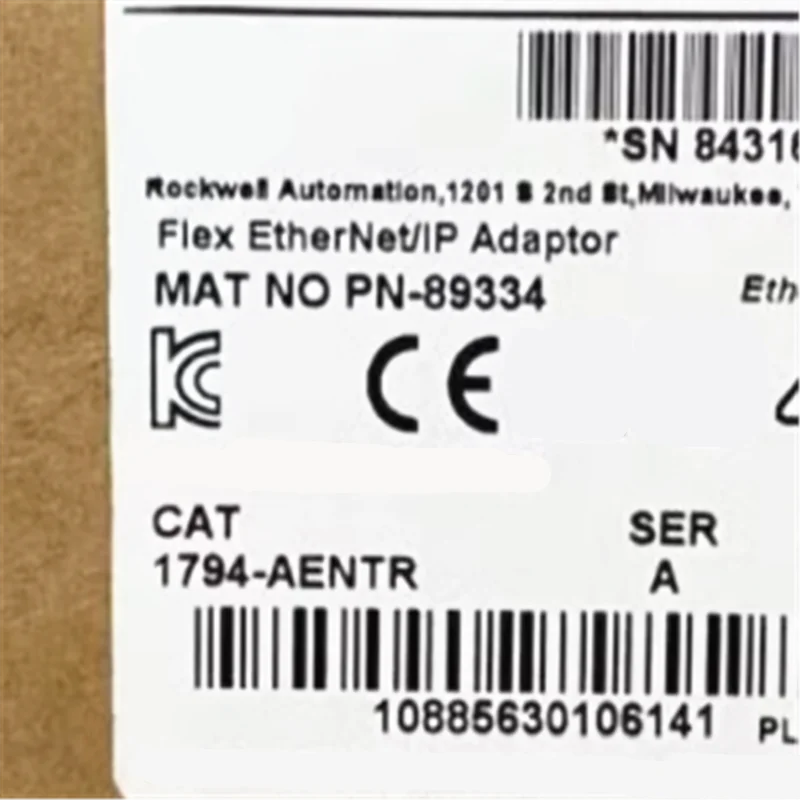 *SN 84316
Rockwell Automation,1201 S 2nd St,Milwaukee,
Flex EtherNet/IP Adaptor
MAT NO PN-89334
Eth
CE
CAT
SER
1794-AENTR
A
10885630106141
PL